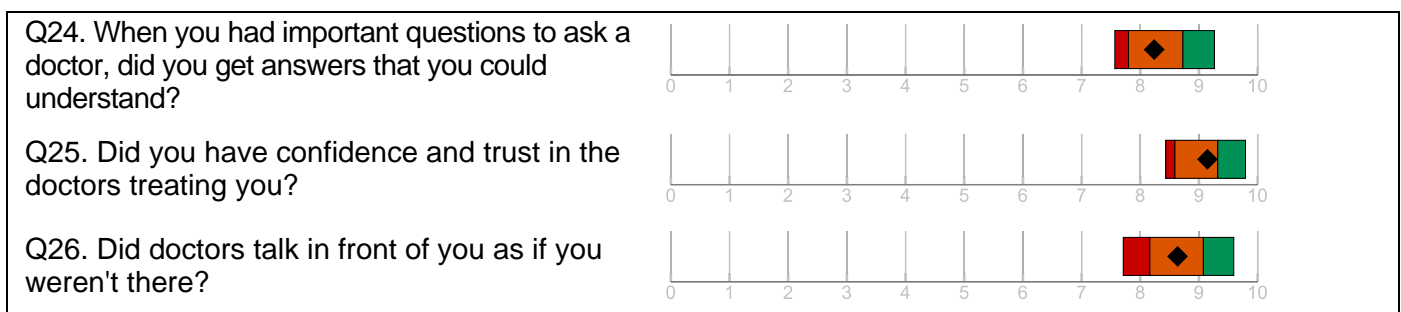 Q24. When you had important questions to ask a
doctor, did you get answers that you could
understand?
0 1 2 3 4 5 6 7 8 9 10
Q25. Did you have confidence and trust in the
doctors treating you?
0 1 2 3 4 5 6 7 8 9 10
Q26. Did doctors talk in front of you as if you
weren't there?
0 1 2 3 4 5 6 7 8 9 10